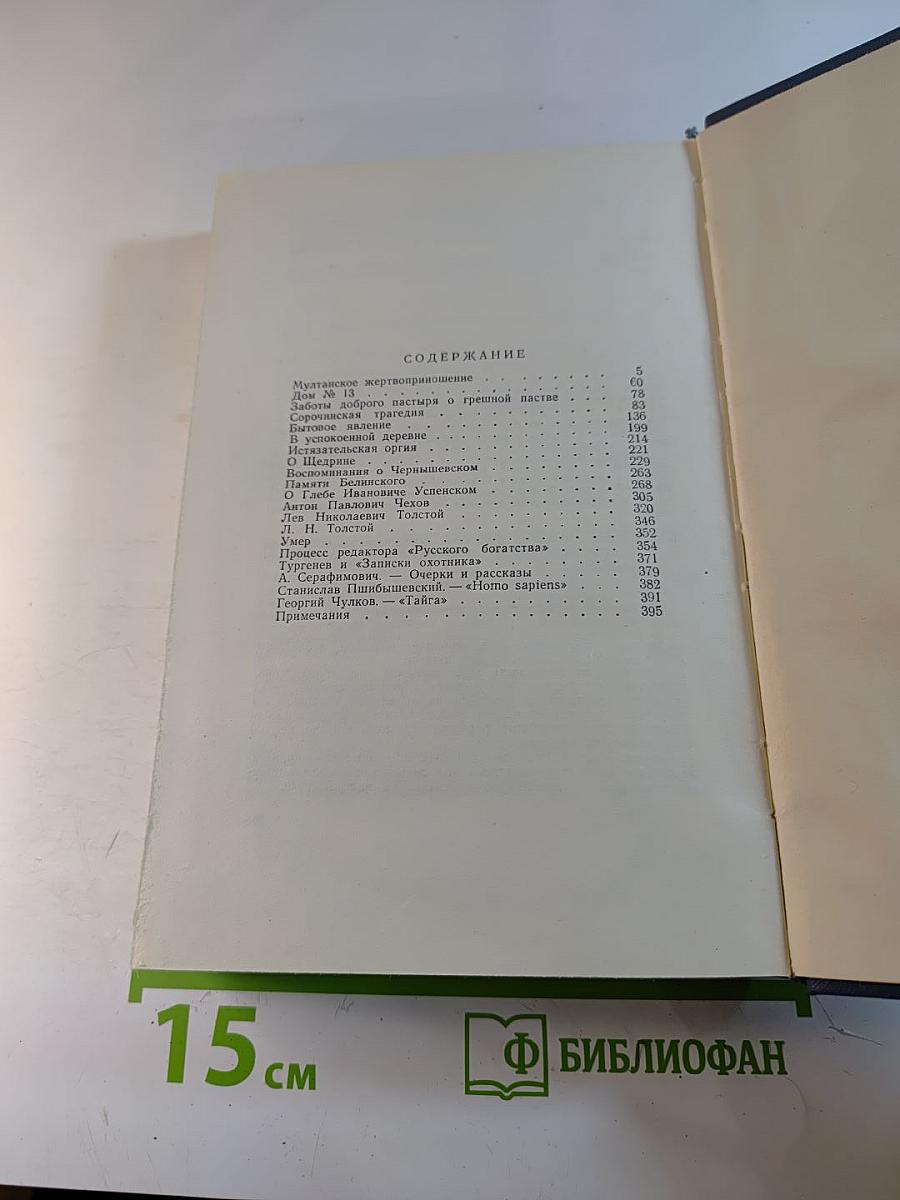 СОДЕРЖАНИЕ
Мултанское жертвоприношение . . . . . . . . 5
Дом № 13 . . . . . . . . . . . . . . 60
Заботы доброго пастыря о грешной пастве . . . 78
Сорочинская трагедия . . . . . . . . . . 83
Бытовое явление . . . . . . . . . . . 136
В успокоенной деревне . . . . . . . . . . 199
Истязательская оргия . . . . . . . . . . 214
О Щедрине . . . . . . . . . . . . . 221
Воспоминания о Чернышевском . . . . . . . 229
Памяти Белинского . . . . . . . . . . . 263
О Глебе Ивановиче Успенском . . . . . . . 268
Антон Павлович Чехов . . . . . . . . . . 305
Лев Николаевич Толстой . . . . . . . . . 320
Л. Н. Толстой . . . . . . . . . . . . 346
Умер . . . . . . . . . . . . . . . 352
Процесс редактора «Русского богатства» . . . . 354
Тургенев и «Записки охотника» . . . . . . . 371
А. Серафимович. — Очерки и рассказы . . . . 379
Станислав Пшибышевский. — «Homo sapiens» . . . 382
Георгий Чулков. — «Тайга» . . . . . . . . 391
Примечания . . . . . . . . . . . . . 395
15 см
Ф БИБЛИОФАН